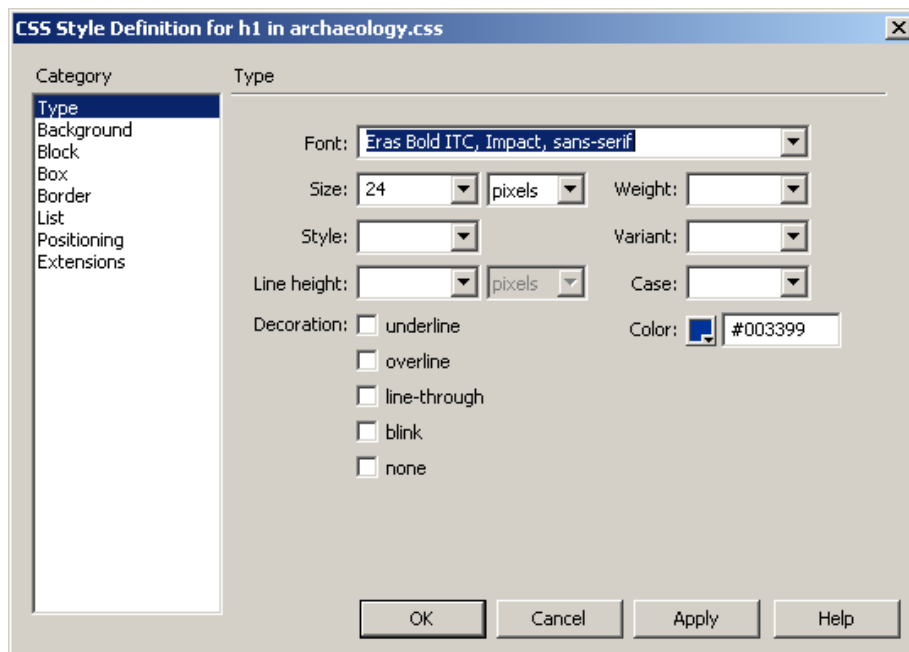 CSS Style Definition for h1 in archaeology.css
Category
Type
Type
Background
Block
Box
Border
List
Positioning
Extensions
Font: Eras Bold ITC, Impact, sans-serif
Size: 24 pixels Weight:
Style: Variant:
Line height: pixels Case:
Decoration: underline Color: #003399
overline
line-through
blink
none
OK Cancel Apply Help